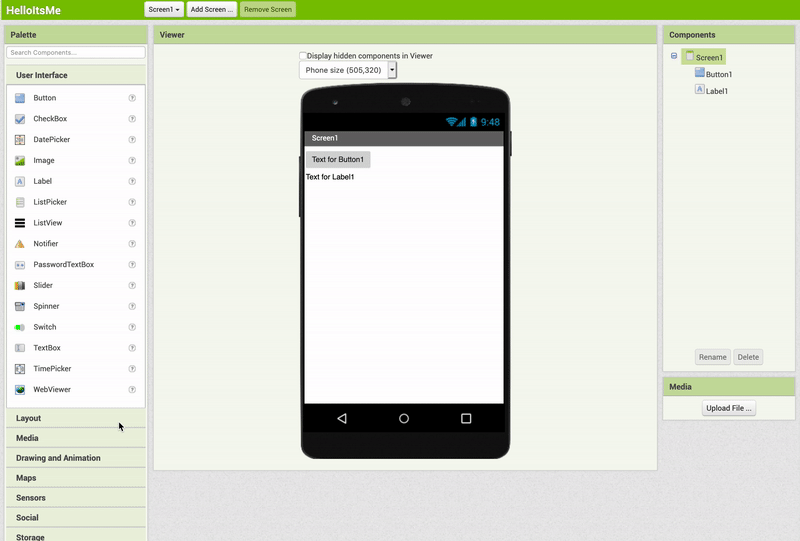 HelloItsMe
Screen1
Add Screen ...
Remove Screen
Palette
Search Components...
User Interface
Button
CheckBox
DatePicker
Image
Label
ListPicker
ListView
Notifier
PasswordTextBox
Slider
Spinner
Switch
TextBox
TimePicker
WebViewer
Layout
Media
Drawing and Animation
Maps
Sensors
Social
Storage
Viewer
Display hidden components in Viewer
Phone size (505,320)
9:48
Screen1
Text for Button1
Text for Label1
Components
Screen1
Button1
Label1
Rename
Delete
Media
Upload File ...